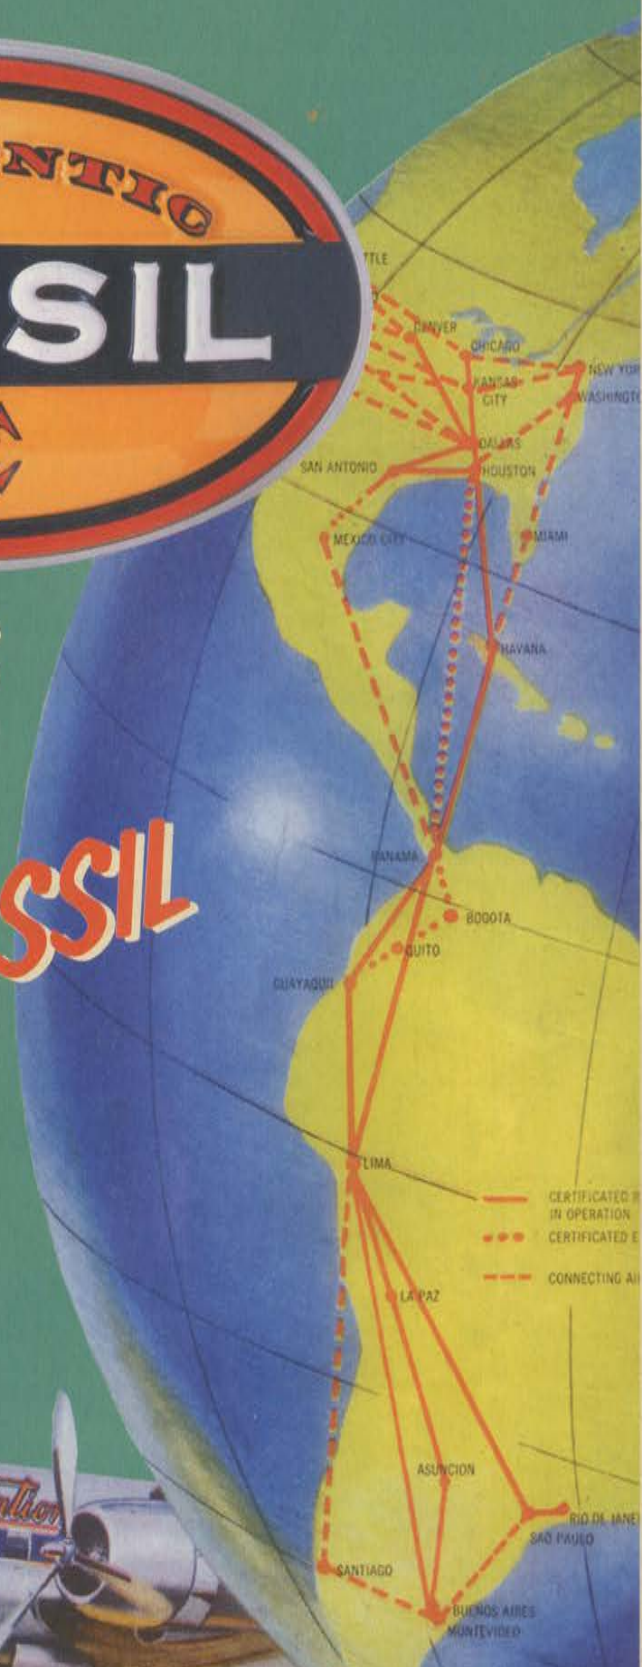 NTIC
SIL
TTLE
DENVER
CHICAGO
NEW YOR
KANSAS
CITY
WASHINGTO
DALLAS
SAN ANTONIO
HOUSTON
MEXICO CITY
MIAMI
HAVANA
SSIL
PANAMA
BOGOTA
QUITO
GUAYAQUIL
LIMA
CERTIFICATED R
IN OPERATION
CERTIFICATED E
LA PAZ
CONNECTING AI
ASUNCION
RIO DE JANEI
SAO PAULO
SANTIAGO
BUENOS AIRES
MONTEVIDEO